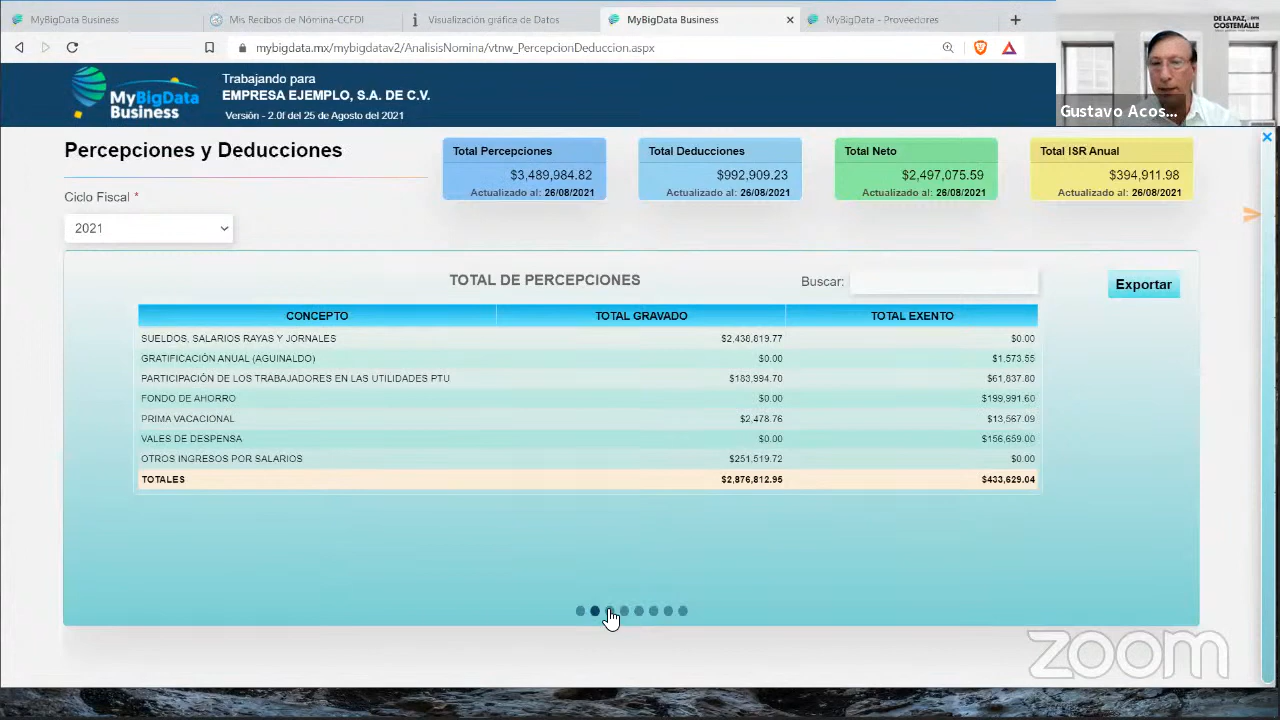 MyBigData Business
Mis Recibos de Nómina-CCFDI
Visualización gráfica de Datos
MyBigData Business
MyBigData - Proveedores
DE LA PAZ,
COSTEMALLE
mybigdata.mx/mybigdatav2/AnalisisNomina/vtnw_PercepcionDeduccion.aspx
MyBigData
Business
Trabajando para
EMPRESA EJEMPLO, S.A. DE C.V.
Versión - 2.0f del 25 de Agosto del 2021
Gustavo Acos...
Percepciones y Deducciones
Total Percepciones
$3,489,984.82
Actualizado al: 26/08/2021
Total Deducciones
$992,909.23
Actualizado al: 26/08/2021
Total Neto
$2,497,075.59
Actualizado al: 26/08/2021
Total ISR Anual
$394,911.98
Actualizado al: 26/08/2021
Ciclo Fiscal *
2021
TOTAL DE PERCEPCIONES
Buscar:
Exportar
CONCEPTO TOTAL GRAVADO TOTAL EXENTO
SUELDOS, SALARIOS RAYAS Y JORNALES $2,438,819.77 $0.00
GRATIFICACIÓN ANUAL (AGUINALDO) $0.00 $1,573.55
PARTICIPACIÓN DE LOS TRABAJADORES EN LAS UTILIDADES PTU $183,994.70 $61,837.80
FONDO DE AHORRO $0.00 $199,991.60
PRIMA VACACIONAL $2,478.76 $13,567.09
VALES DE DESPENSA $0.00 $156,659.00
OTROS INGRESOS POR SALARIOS $251,519.72 $0.00
TOTALES $2,876,812.95 $433,629.04
zoom